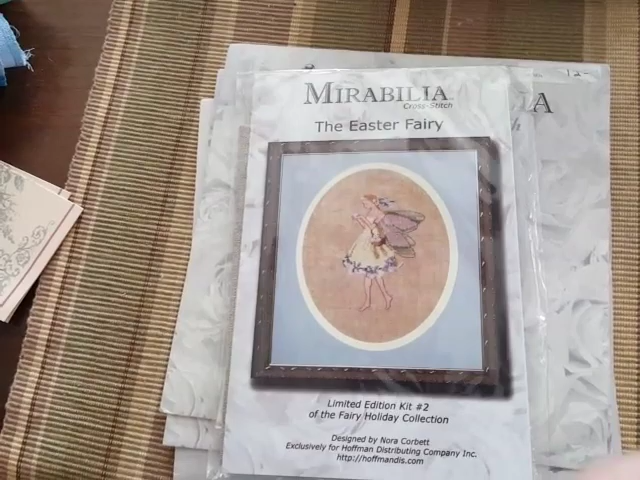 MIRABILIA
Cross-Stitch
The Easter Fairy
Limited Edition Kit #2
of the Fairy Holiday Collection
Designed by Nora Corbett
Exclusively for Hoffman Distributing Company Inc.
http://hoffmandis.com